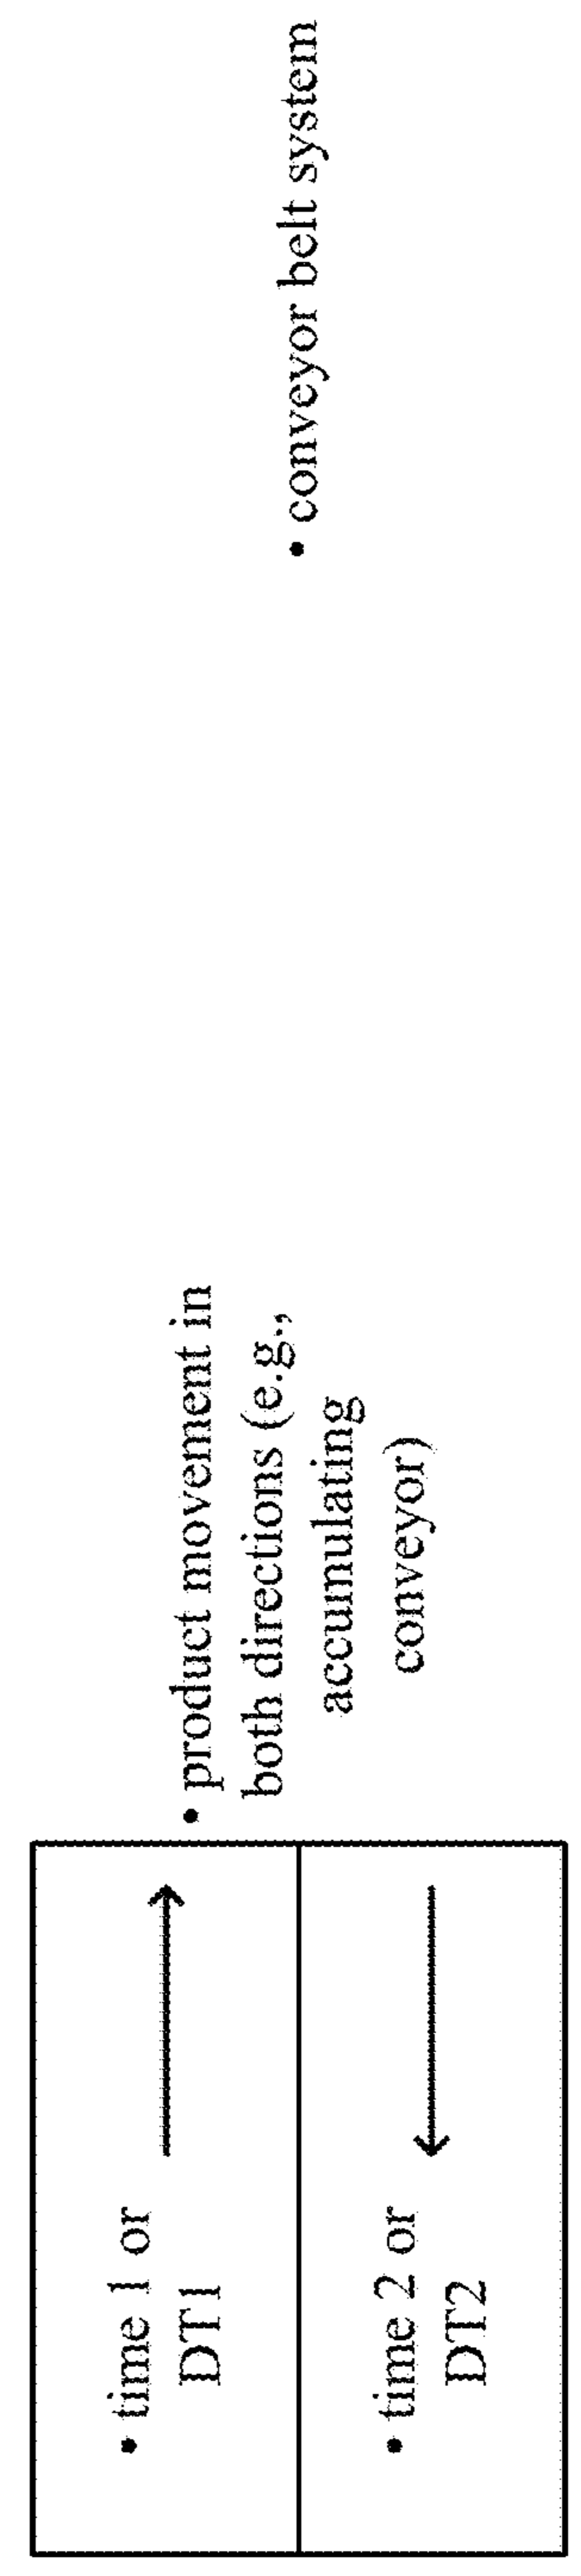 • time 1 or
DT1
• time 2 or
DT2
• product movement in
both directions (e.g.,
accumulating
conveyor)
• conveyor belt system